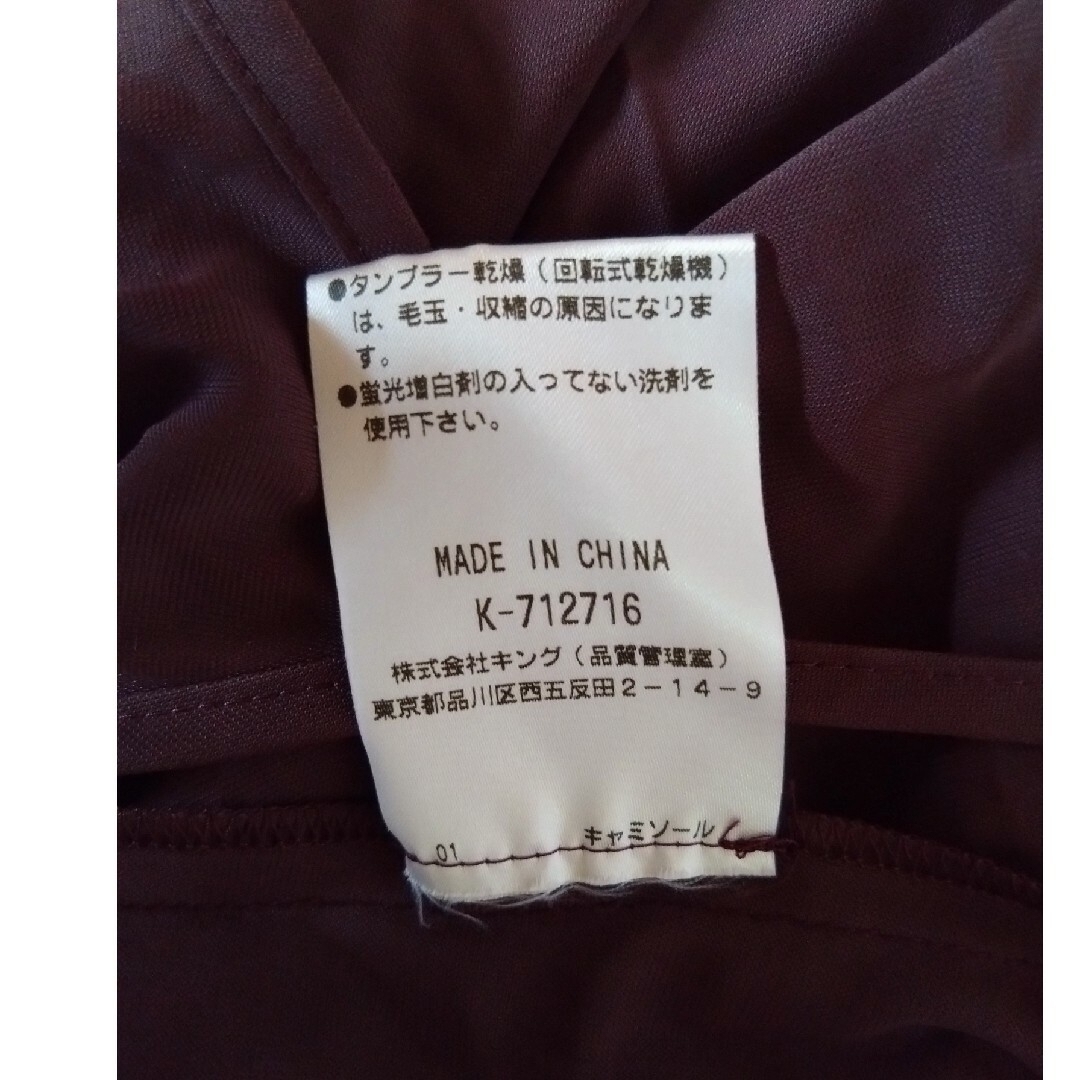 ●タンブラー乾燥(回転式乾燥機)
は、毛玉・収縮の原因になりま
す。
●蛍光増白剤の入ってない洗剤を
使用下さい。
MADE IN CHINA
K-712716
株式会社キング(品質管理室)
東京都品川区西五反田2-14-9
01 キャミソール